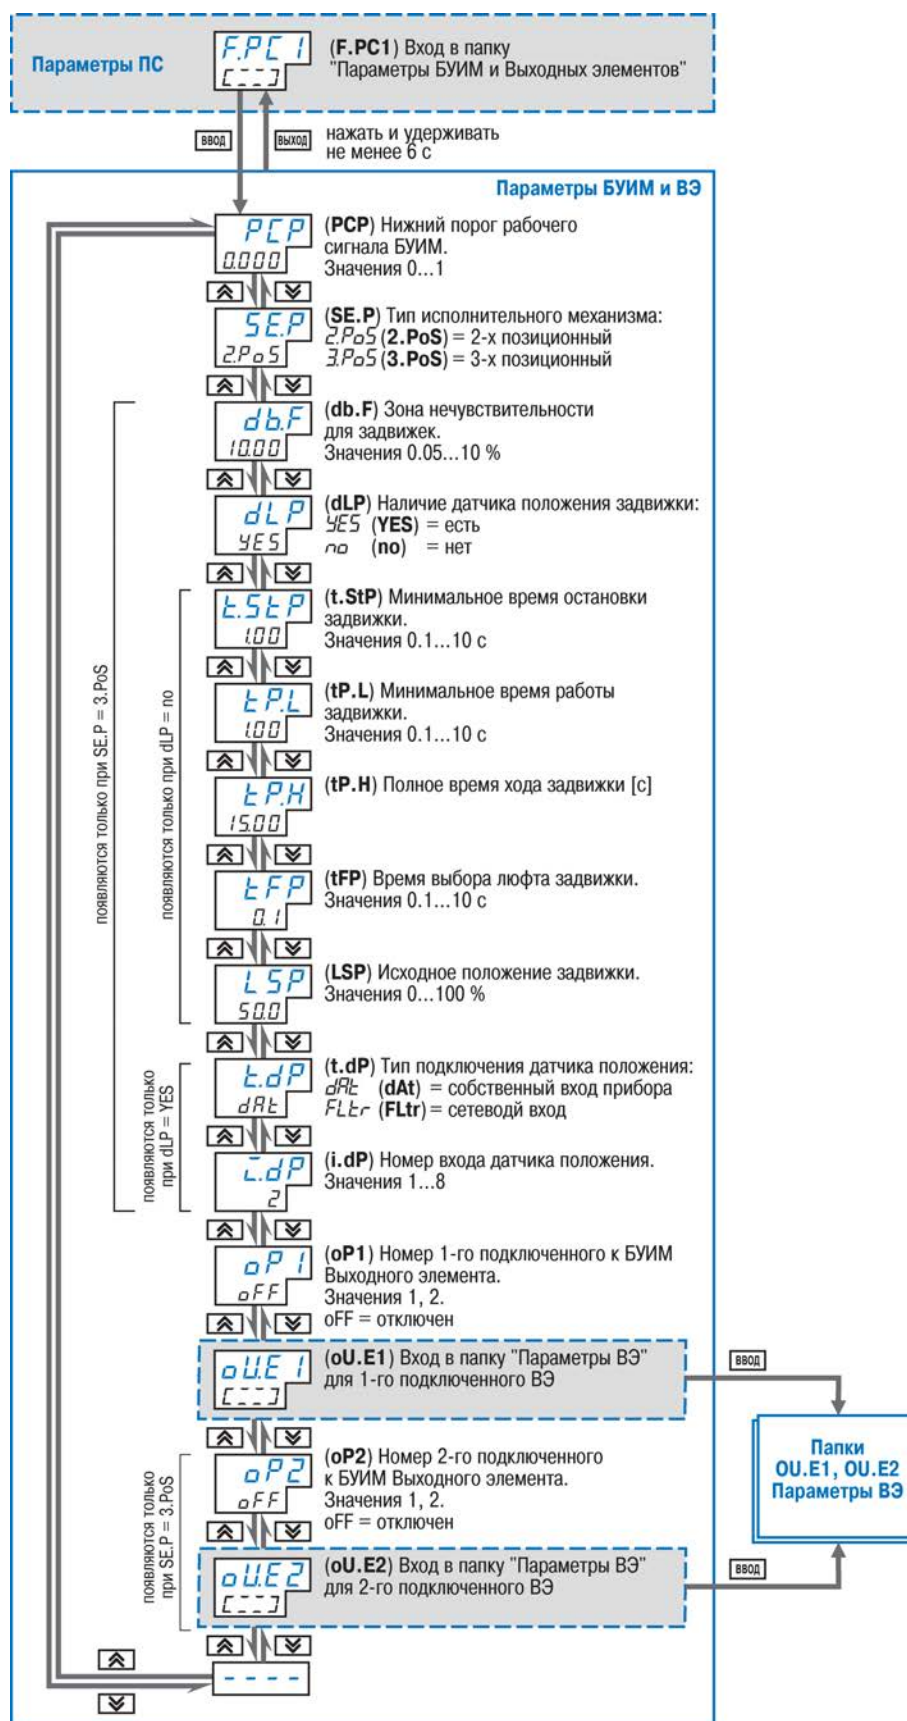 Параметры ПС
F.PC1
[---]
(F.PC1) Вход в папку
"Параметры БУИМ и Выходных элементов"
ВВОД
ВЫХОД
нажать и удерживать
не менее 6 с
Параметры БУИМ и ВЭ
PCP
0.000
(PCP) Нижний порог рабочего
сигнала БУИМ.
Значения 0...1
SE.P
2.PoS
(SE.P) Тип исполнительного механизма:
2.PoS (2.PoS) = 2-х позиционный
3.PoS (3.PoS) = 3-х позиционный
появляются только при SE.P = 3.PoS
db.F
10.00
(db.F) Зона нечувствительности
для задвижек.
Значения 0.05...10 %
dLP
YES
(dLP) Наличие датчика положения задвижки:
YES (YES) = есть
no (no) = нет
появляются только при dLP = no
t.StP
1.00
(t.StP) Минимальное время остановки
задвижки.
Значения 0.1...10 с
tP.L
1.00
(tP.L) Минимальное время работы
задвижки.
Значения 0.1...10 с
tP.H
15.00
(tP.H) Полное время хода задвижки [с]
tFP
0.1
(tFP) Время выбора люфта задвижки.
Значения 0.1...10 с
LSP
50.0
(LSP) Исходное положение задвижки.
Значения 0...100 %
появляются только
при dLP = YES
t.dP
dAt
(t.dP) Тип подключения датчика положения:
dAt (dAt) = собственный вход прибора
FLtr (FLtr) = сетеводй вход
i.dP
2
(i.dP) Номер входа датчика положения.
Значения 1...8
oP1
oFF
(oP1) Номер 1-го подключенного к БУИМ
Выходного элемента.
Значения 1, 2.
oFF = отключен
oU.E1
[---]
(oU.E1) Вход в папку "Параметры ВЭ"
для 1-го подключенного ВЭ
ВВОД
появляются только
при SE.P = 3.PoS
oP2
oFF
(oP2) Номер 2-го подключенного
к БУИМ Выходного элемента.
Значения 1, 2.
oFF = отключен
Папки
OU.E1, OU.E2
Параметры ВЭ
oU.E2
[---]
(oU.E2) Вход в папку "Параметры ВЭ"
для 2-го подключенного ВЭ
ВВОД
----